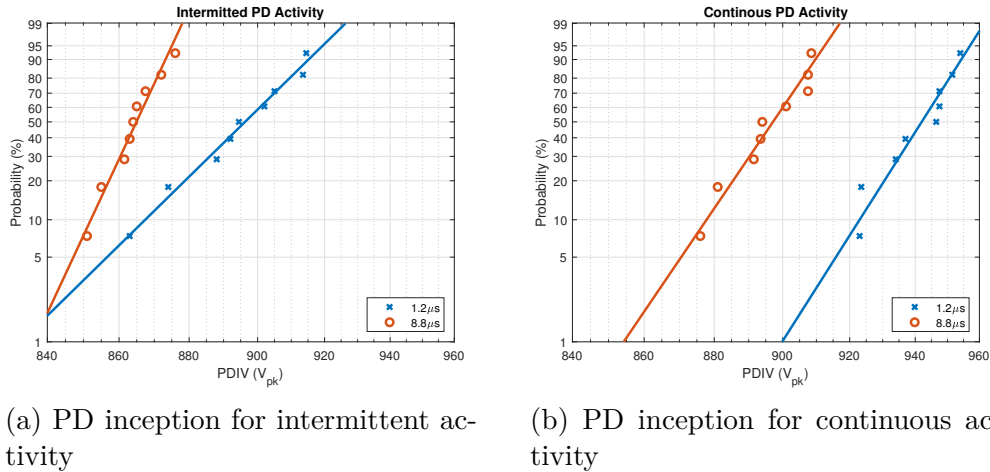 Intermitted PD Activity
99
95
90
80
70
60
50
40
30
20
10
5
1
Probability (%)
840
860
880
900
920
940
960
PDIV (Vpk)
1.2μs
8.8μs
(a) PD inception for intermittent ac-
tivity
Continous PD Activity
99
95
90
80
70
60
50
40
30
20
10
5
1
Probability (%)
840
860
880
900
920
940
960
PDIV (Vpk)
1.2μs
8.8μs
(b) PD inception for continuous ac
tivity